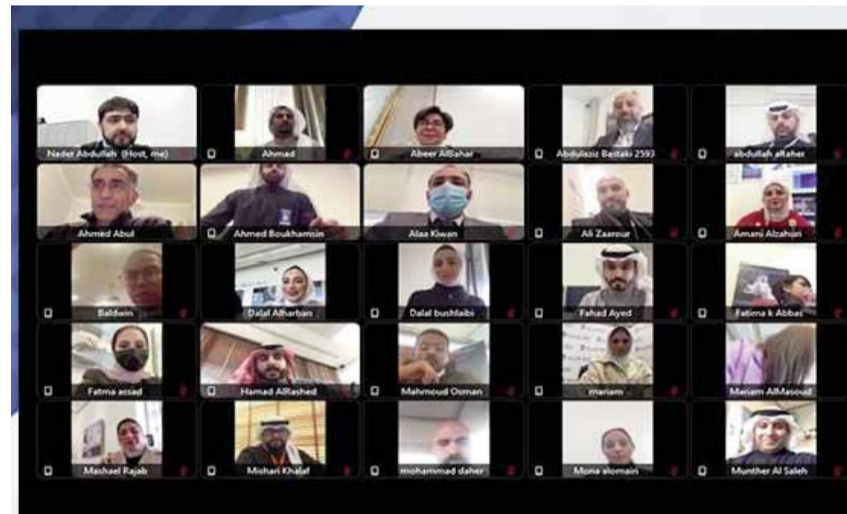 Nader Abdullah (Host, me)
Ahmad
Abeer AlBahar
Abdulaziz Bastaki 2593
abdullah altaher
Ahmed Abul
Ahmed Boukhamsin
Alaa Kiwan
Ali Zaarour
Amani Alzahuri
Baldwin
Dalal Alharban
Dalal bushlaibi
Fahad Ayed
Fatima k Abbas
Fatma assad
Hamad AlRashed
Mahmoud Osman
mariam
Mariam AlMasoud
Mashael Rajab
Mishari Khalaf
mohammad daher
Mona alomain
Munther Al Saleh